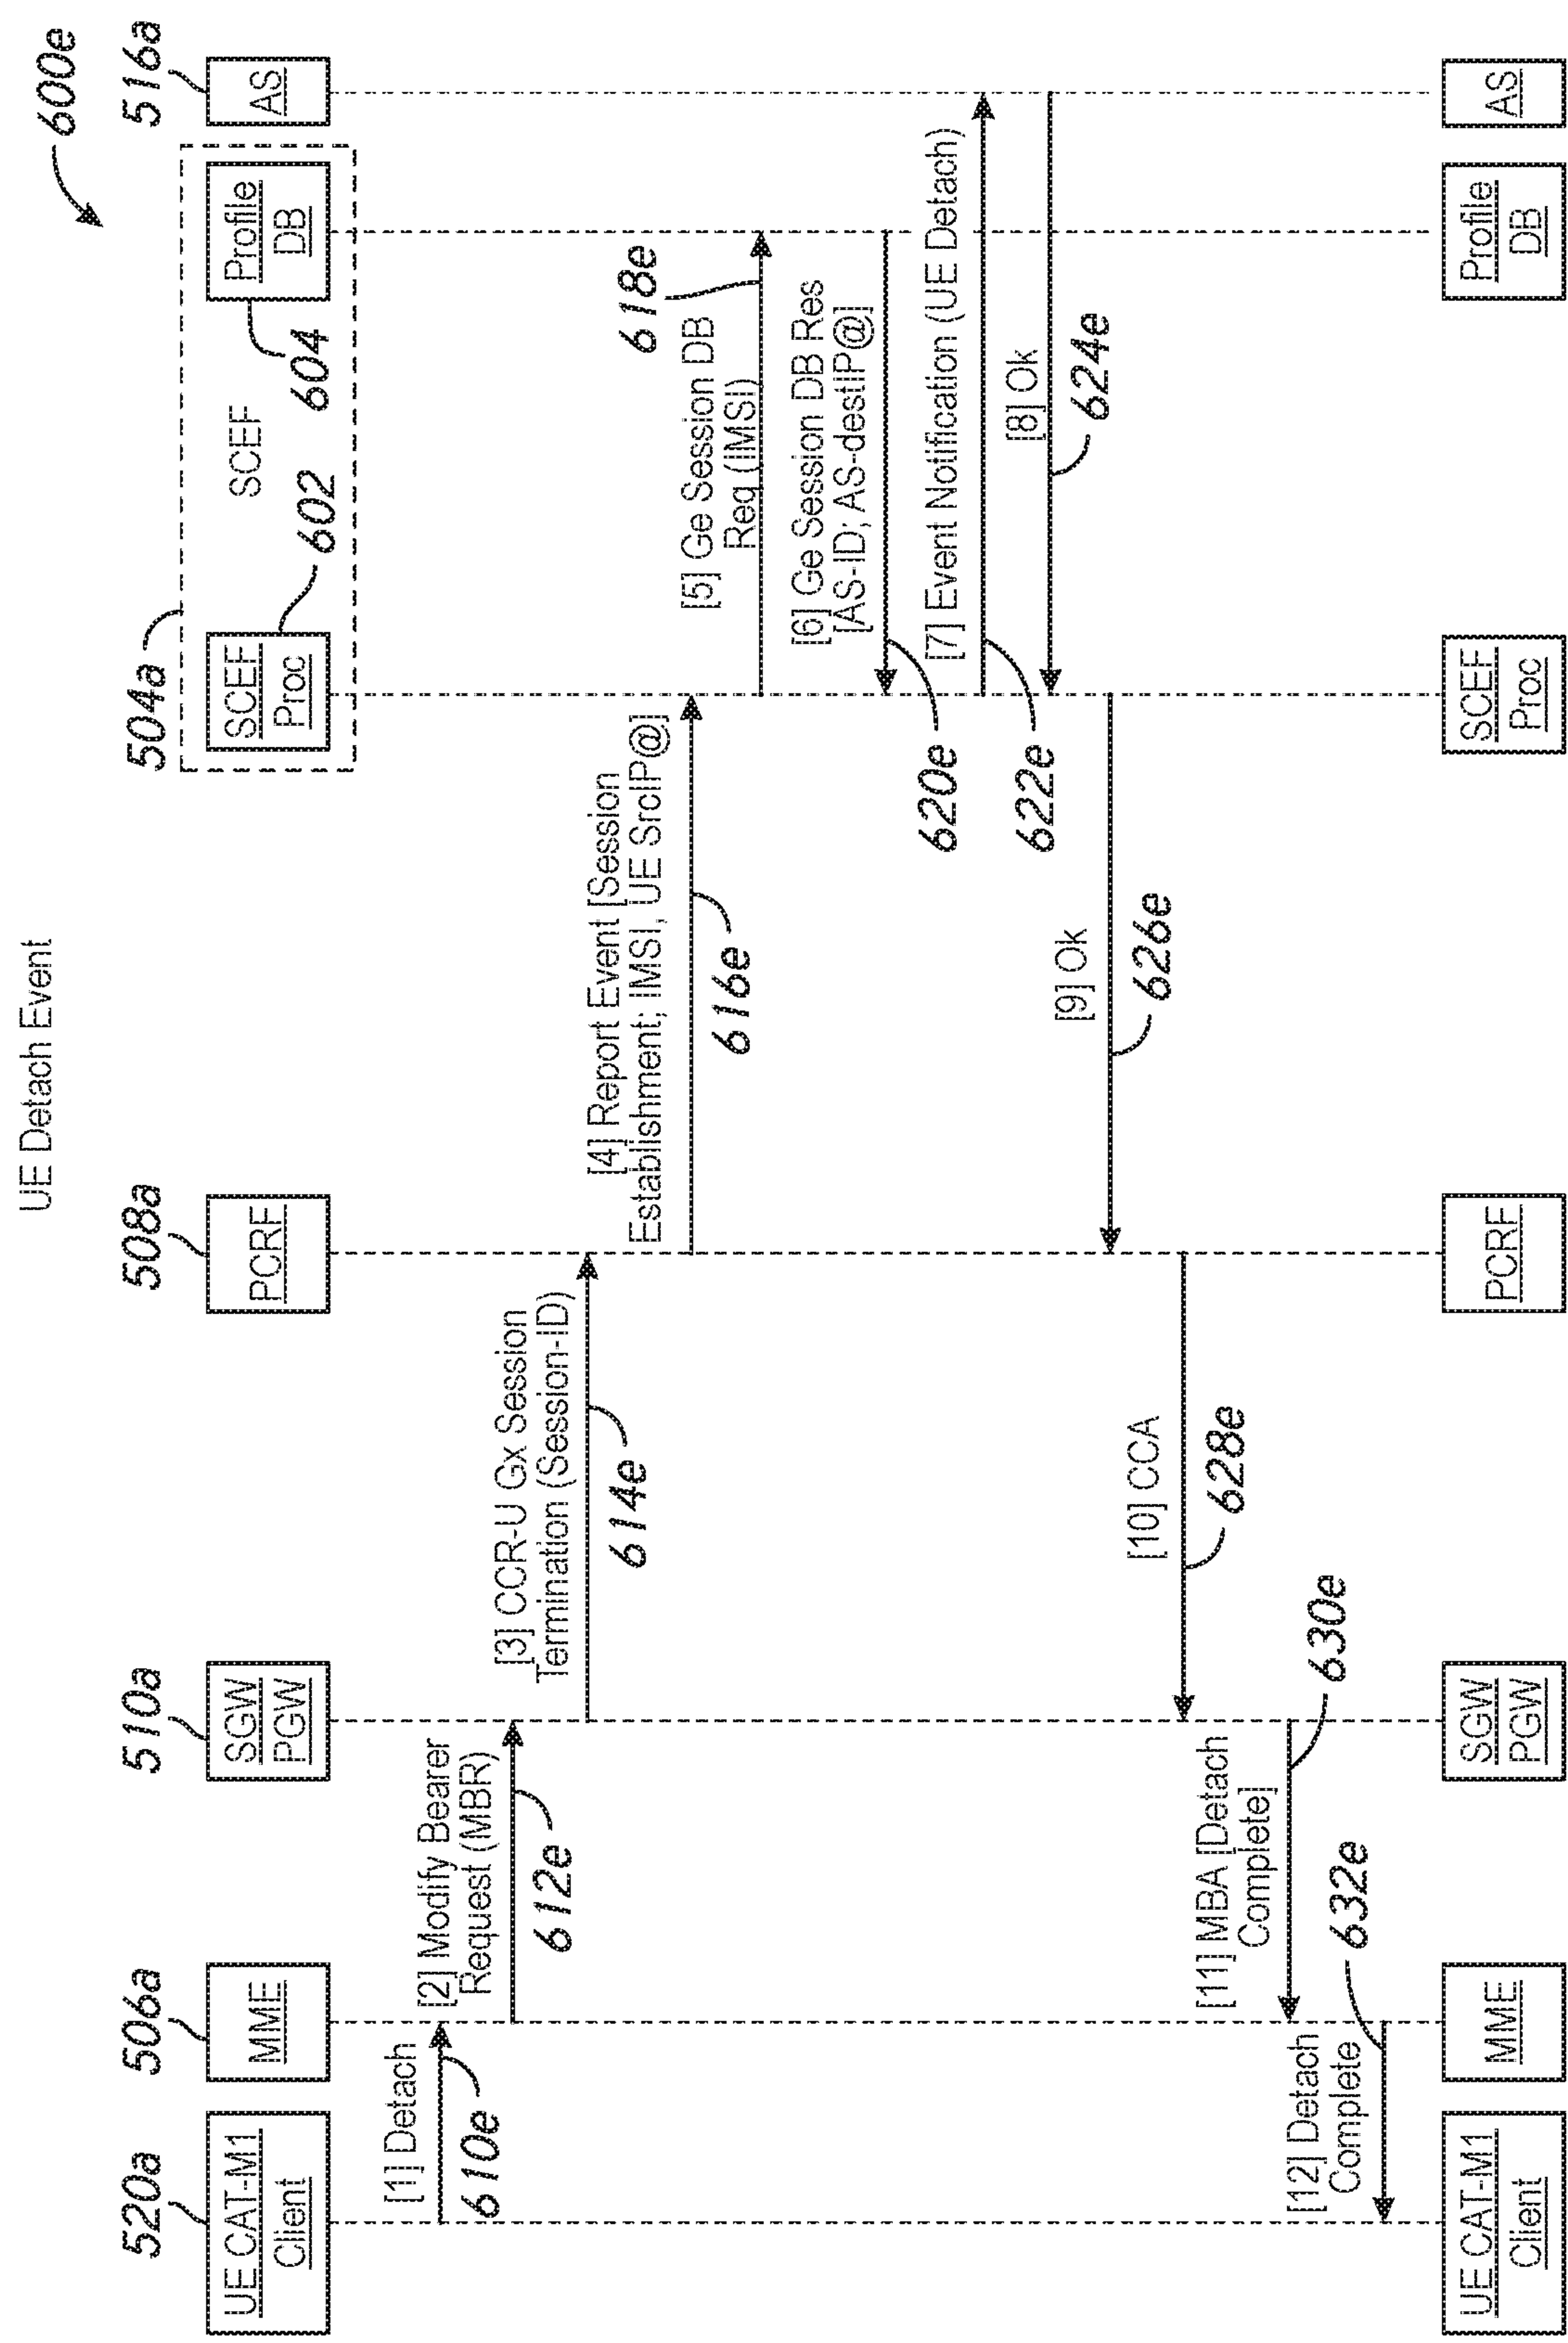 UE Detach Event
600e
520a
506a
510a
508a
504a
516a
UE CAT-M1
Client
MME
SGW
PGW
PCRF
SCEF
Proc
SCEF
602
604
Profile
DB
AS
[1] Detach
610e
[2] Modify Bearer
Request (MBR)
612e
[3] CCR-U Gx Session
Termination (Session-ID)
614e
[4] Report Event [Session
Establishment; IMSI, UE SrcIP@]
616e
[5] Ge Session DB
Req (IMSI)
618e
[6] Ge Session DB Res
[AS-ID; AS-destIP@]
620e
[7] Event Notification (UE Detach)
622e
[8] Ok
624e
[9] Ok
626e
[10] CCA
628e
[11] MBA [Detach
Complete]
630e
[12] Detach
Complete
632e
UE CAT-M1
Client
MME
SGW
PGW
PCRF
SCEF
Proc
Profile
DB
AS